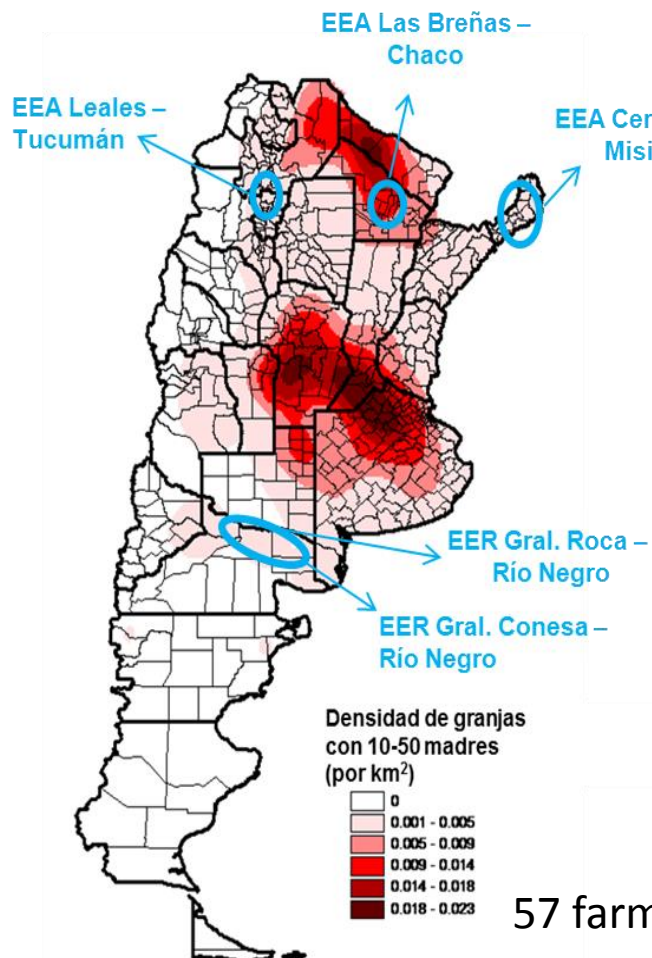 EEA Las Breñas –
Chaco
EEA Leales –
Tucumán
EEA
EER Gral. Roca –
Río Negro
EER Gral. Conesa –
Río Negro
Densidad de granjas
con 10-50 madres
(por km²)
0
0.001 - 0.005
0.005 - 0.009
0.009 - 0.014
0.014 - 0.018
0.018 - 0.023
57